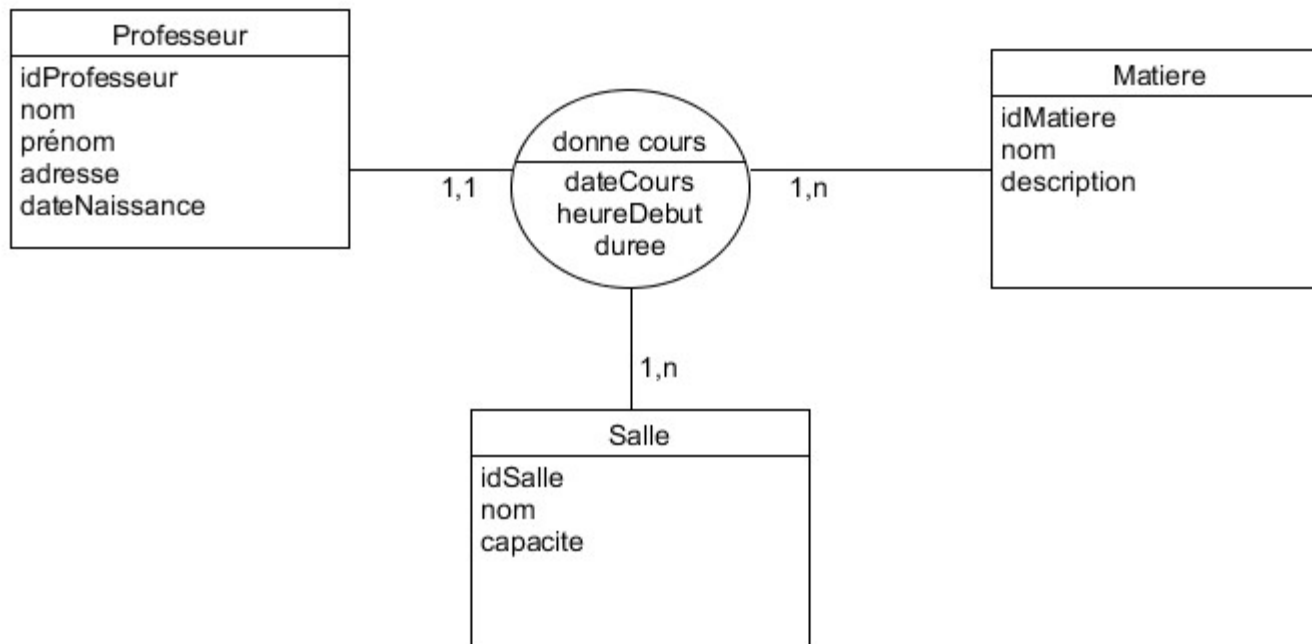 Professeur
idProfesseur
nom
prénom
adresse
dateNaissance
1,1
donne cours
dateCours
heureDebut
duree
1,n
Matiere
idMatiere
nom
description
1,n
Salle
idSalle
nom
capacite